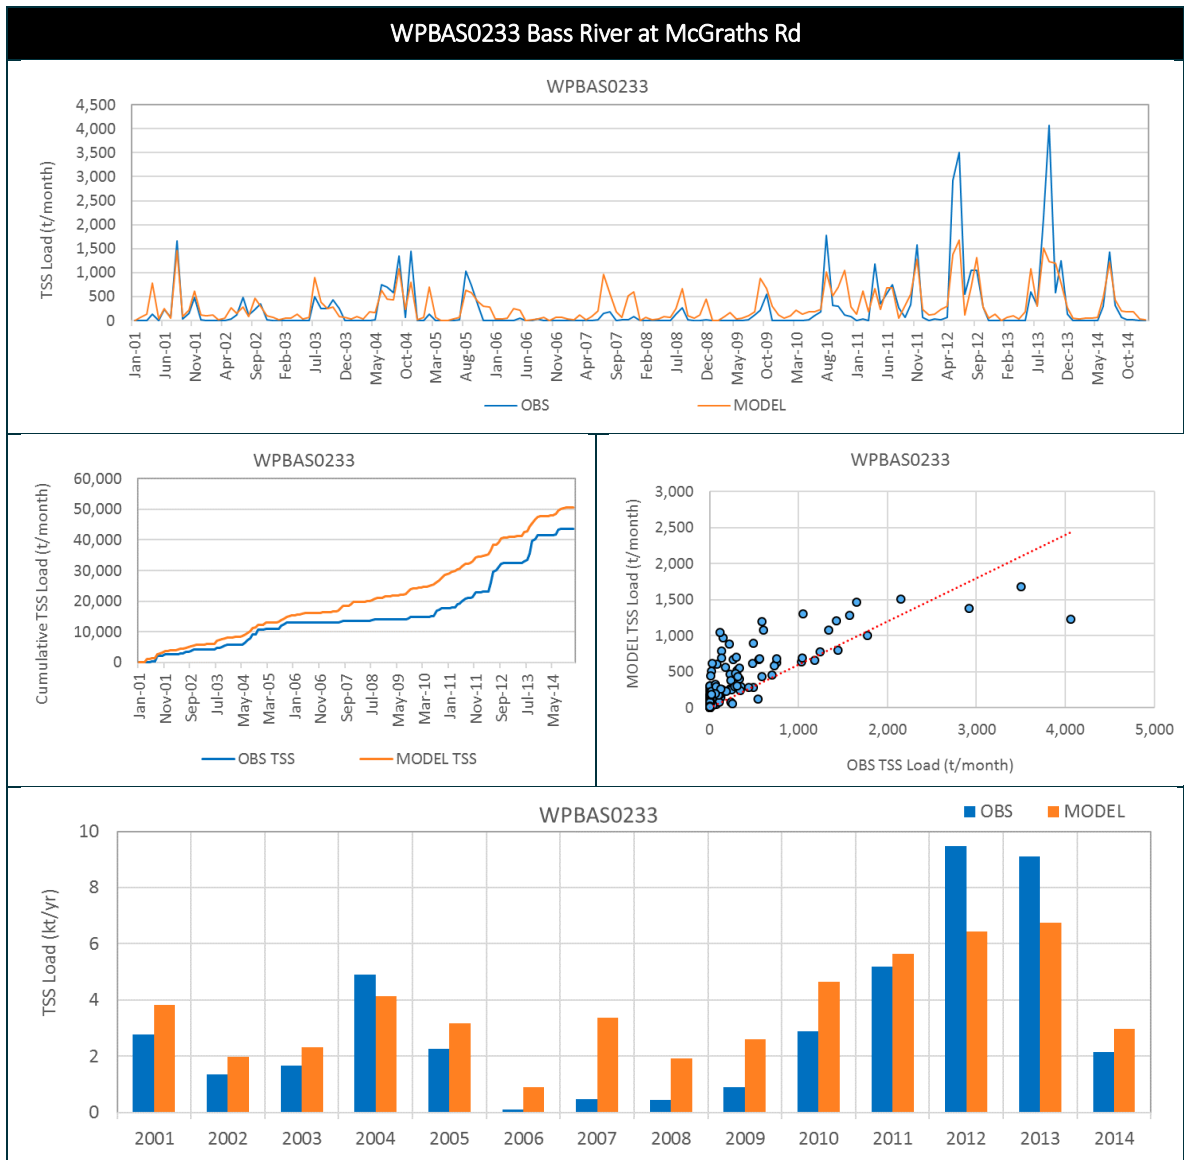 WPBAS0233 Bass River at McGraths Rd
WPBAS0233
TSS Load (t/month)
4,500
4,000
3,500
3,000
2,500
2,000
1,500
1,000
500
0
Jan-01 Jun-01 Nov-01 Apr-02 Sep-02 Feb-03 Jul-03 Dec-03 May-04 Oct-04 Mar-05 Aug-05 Jan-06 Jun-06 Nov-06 Apr-07 Sep-07 Feb-08 Jul-08 Dec-08 May-09 Oct-09 Mar-10 Aug-10 Jan-11 Jun-11 Nov-11 Apr-12 Sep-12 Feb-13 Jul-13 Dec-13 May-14 Oct-14
OBS MODEL
WPBAS0233
Cumulative TSS Load (t/month)
60,000
50,000
40,000
30,000
20,000
10,000
0
Jan-01 Nov-01 Sep-02 Jul-03 May-04 Mar-05 Jan-06 Nov-06 Sep-07 Jul-08 May-09 Mar-10 Jan-11 Nov-11 Sep-12 Jul-13 May-14
OBS TSS MODEL TSS
WPBAS0233
MODEL TSS Load (t/month)
3,000
2,500
2,000
1,500
1,000
500
0
0 1,000 2,000 3,000 4,000 5,000
OBS TSS Load (t/month)
WPBAS0233
OBS MODEL
TSS Load (kt/yr)
10
8
6
4
2
0
2001 2002 2003 2004 2005 2006 2007 2008 2009 2010 2011 2012 2013 2014